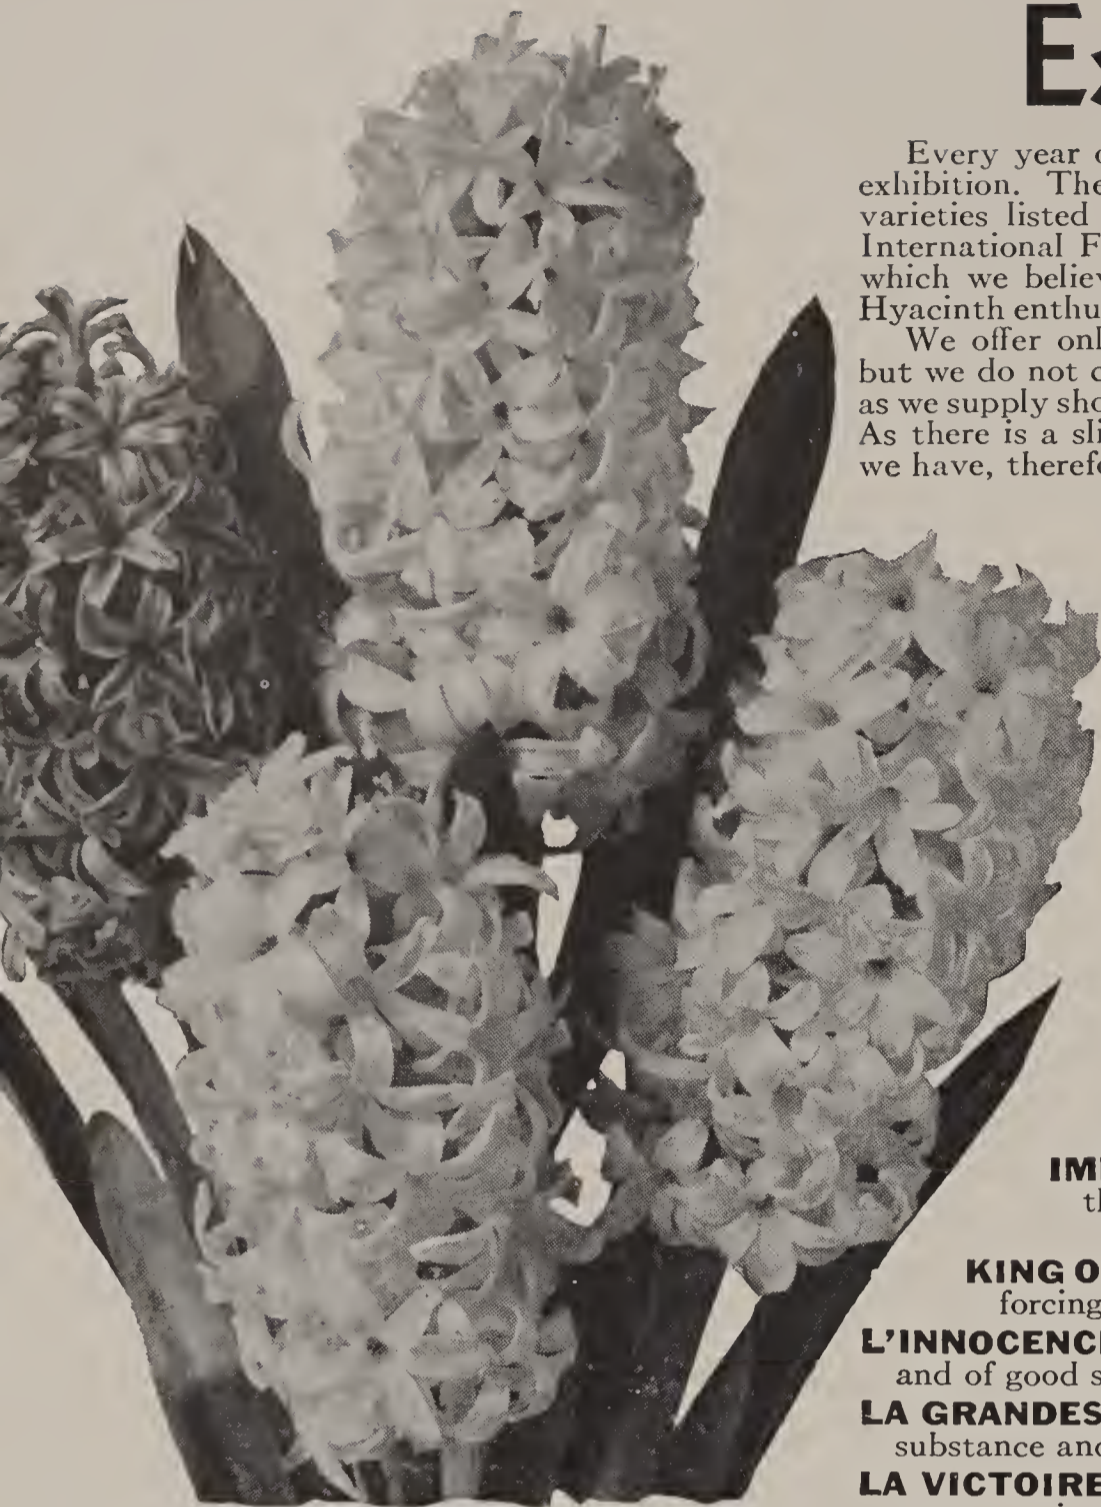 Ex
Every year
exhibition. The
varieties listed
International F
which we believ
Hyacinth enthu
We offer onl
but we do not
as we supply sho
As there is a sli
we have, theref
IM
th
KING O
forcing
L'INNOCENC
and of good s
LA GRANDES
substance and
LA VICTOIRE